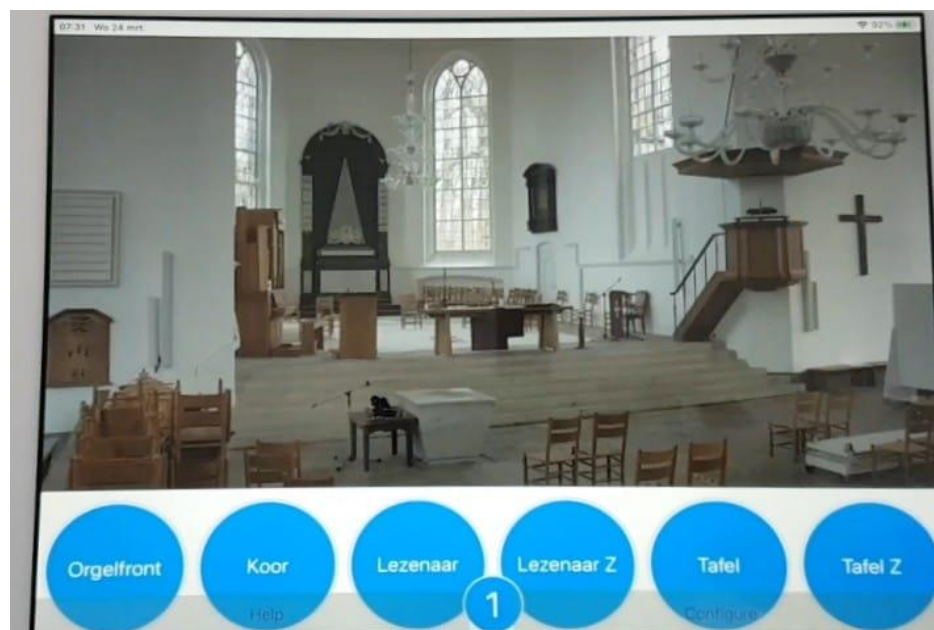 07:31 Wo 24 mrt.
92%
Orgelfront
Koor
Lezenaar
Lezenaar Z
Tafel
Tafel Z
Help
1
Configure